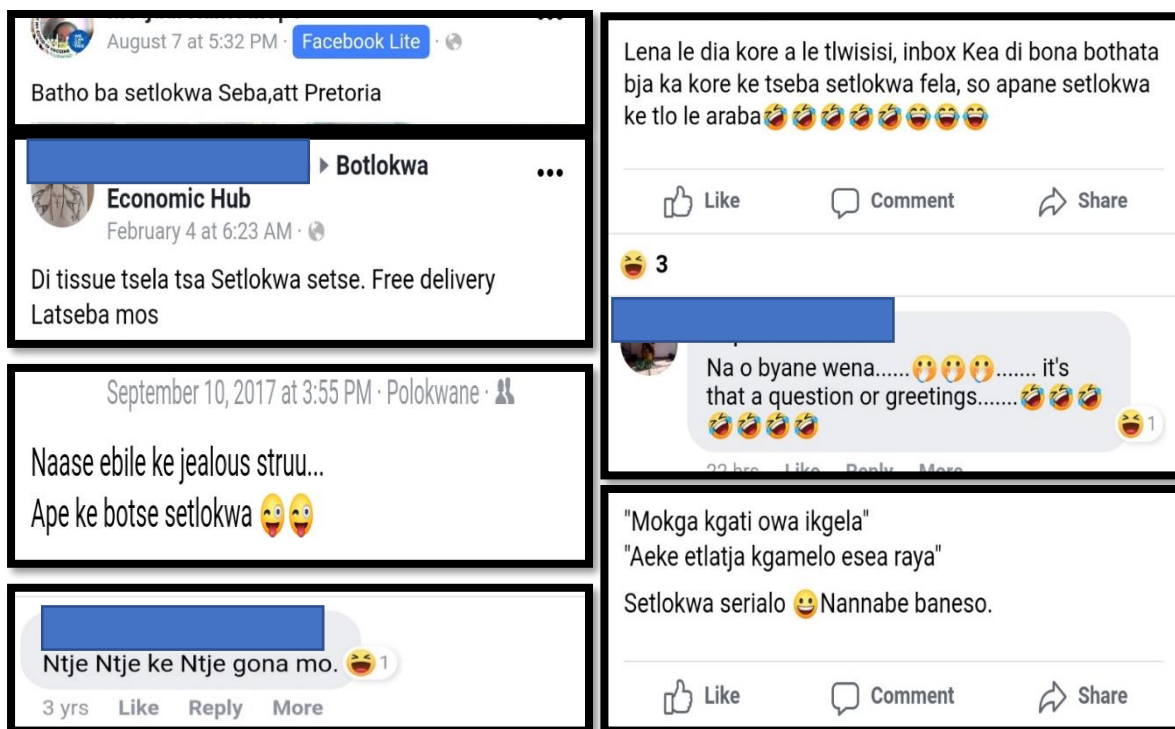 August 7 at 5:32 PM · Facebook Lite ·
Batho ba setlokwa Seba,att Pretoria
Botlokwa
Economic Hub
February 4 at 6:23 AM ·
Di tissue tsela tsa Setlokwa setse. Free delivery
Latseba mos
September 10, 2017 at 3:55 PM · Polokwane ·
Naase ebile ke jealous struu...
Ape ke botse setlokwa 😜😜
Ntje Ntje ke Ntje gona mo. 😆 1
3 yrs Like Reply More
Lena le dia kore a le tlwisisi, inbox Kea di bona bothata
bja ka kore ke tseba setlokwa fela, so apane setlokwa
ke tlo le araba🤣🤣🤣🤣🤣😂😂😂
Like Comment Share
😆 3
Na o byane wena......🤭🤭🤭....... it's
that a question or greetings.......🤣🤣🤣
🤣🤣🤣🤣 😆 1
22 hrs Like Reply More
"Mokga kgati owa ikgela"
"Aeke etlatja kgamelo esea raya"
Setlokwa serialo 😀Nannabe baneso.
Like Comment Share